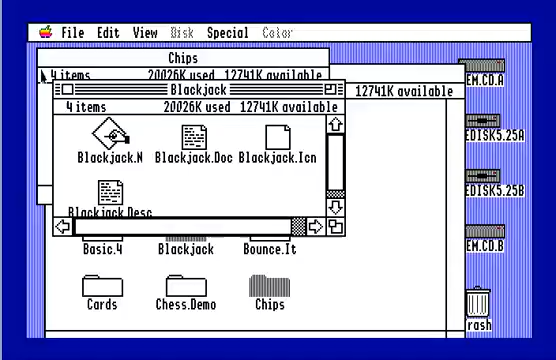 File Edit View Disk Special Color
Chips
4 items 20026K used 12741K available
Blackjack
12741K available
4 items 20026K used 12741K available
EM.CD.A
Blackjack.N Blackjack.Doc Blackjack.Icn
EDISK5.25A
EDISK5.25B
Blackjack.Desc
Basic.4 Blackjack Bounce.It
EM.CD.B
Cards Chess.Demo Chips
rash